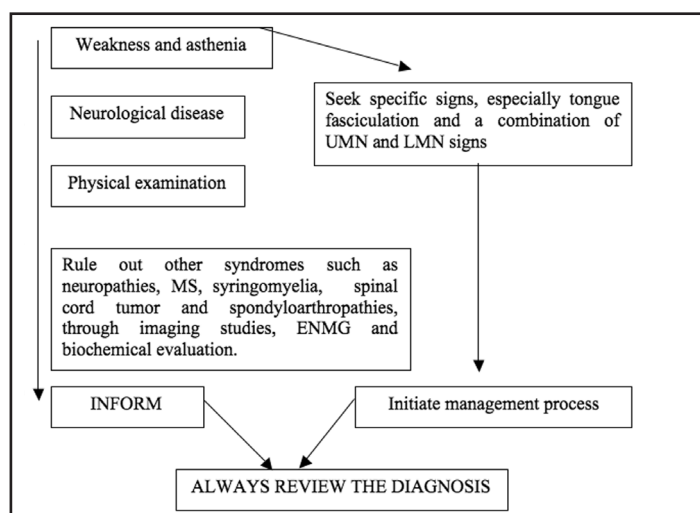 Weakness and asthenia
Seek specific signs, especially tongue
fasciculation and a combination of
UMN and LMN signs
Neurological disease
Physical examination
Rule out other syndromes such as
neuropathies, MS, syringomyelia, spinal
cord tumor and spondyloarthropathies,
through imaging studies, ENMG and
biochemical evaluation.
INFORM
Initiate management process
ALWAYS REVIEW THE DIAGNOSIS